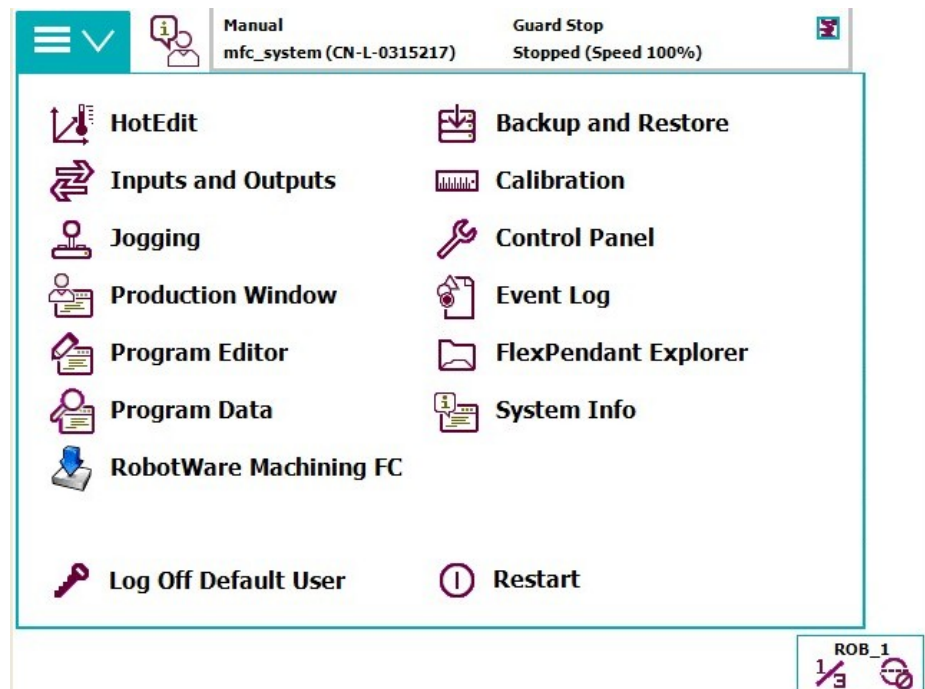 Manual
mfc_system (CN-L-0315217)
Guard Stop
Stopped (Speed 100%)
HotEdit
Backup and Restore
Inputs and Outputs
Calibration
Jogging
Control Panel
Production Window
Event Log
Program Editor
FlexPendant Explorer
Program Data
System Info
RobotWare Machining FC
Log Off Default User
Restart
ROB_1
1/3